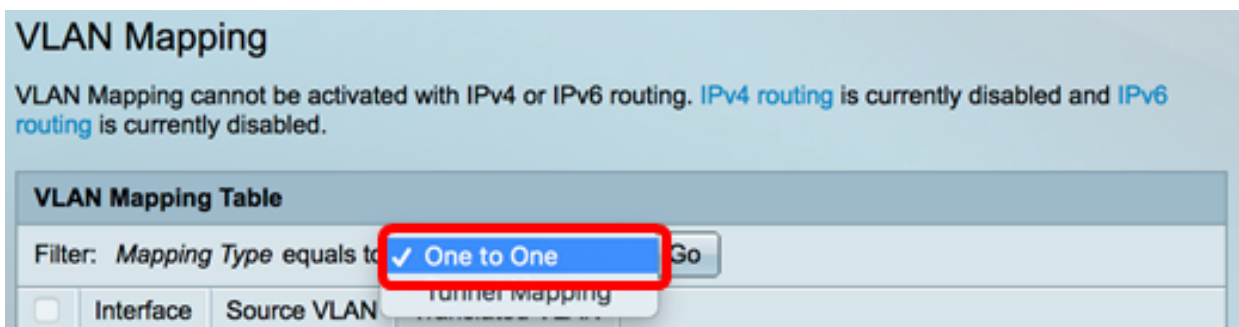 VLAN Mapping
VLAN Mapping cannot be activated with IPv4 or IPv6 routing. IPv4 routing is currently disabled and IPv6
routing is currently disabled.
VLAN Mapping Table
Filter: Mapping Type equals to ✓ One to One Go
Tunnel Mapping
Interface Source VLAN Translated VLAN